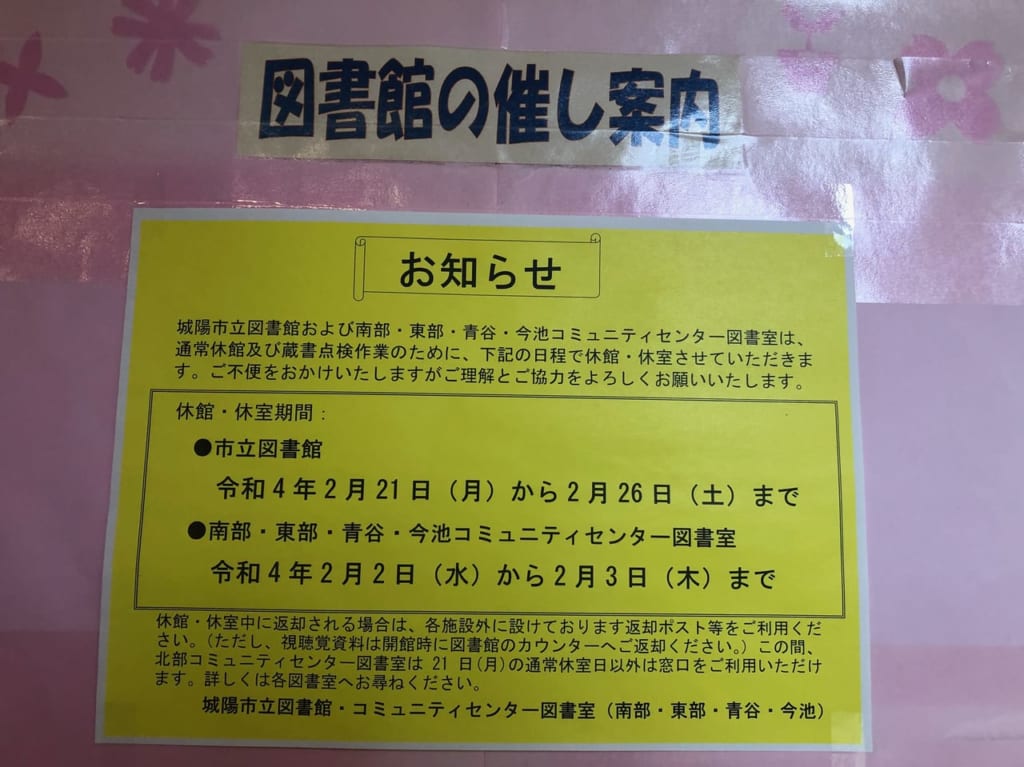 図書館の催し案内
お知らせ
城陽市立図書館および南部・東部・青谷・今池コミュニティセンター図書室は、
通常休館及び蔵書点検作業のために、下記の日程で休館・休室させていただきま
す。ご不便をおかけいたしますがご理解とご協力をよろしくお願いいたします。
休館・休室期間：
●市立図書館
令和4年2月21日（月）から2月26日（土）まで
●南部・東部・青谷・今池コミュニティセンター図書室
令和4年2月2日（水）から2月3日（木）まで
休館・休室中に返却される場合は、各施設外に設けております返却ポスト等をご利用くだ
さい。（ただし、視聴覚資料は開館時に図書館のカウンターへご返却ください。）この間、
北部コミュニティセンター図書室は 21 日(月)の通常休室日以外は窓口をご利用いただけ
ます。詳しくは各図書室へお尋ねください。
城陽市立図書館・コミュニティセンター図書室（南部・東部・青谷・今池）